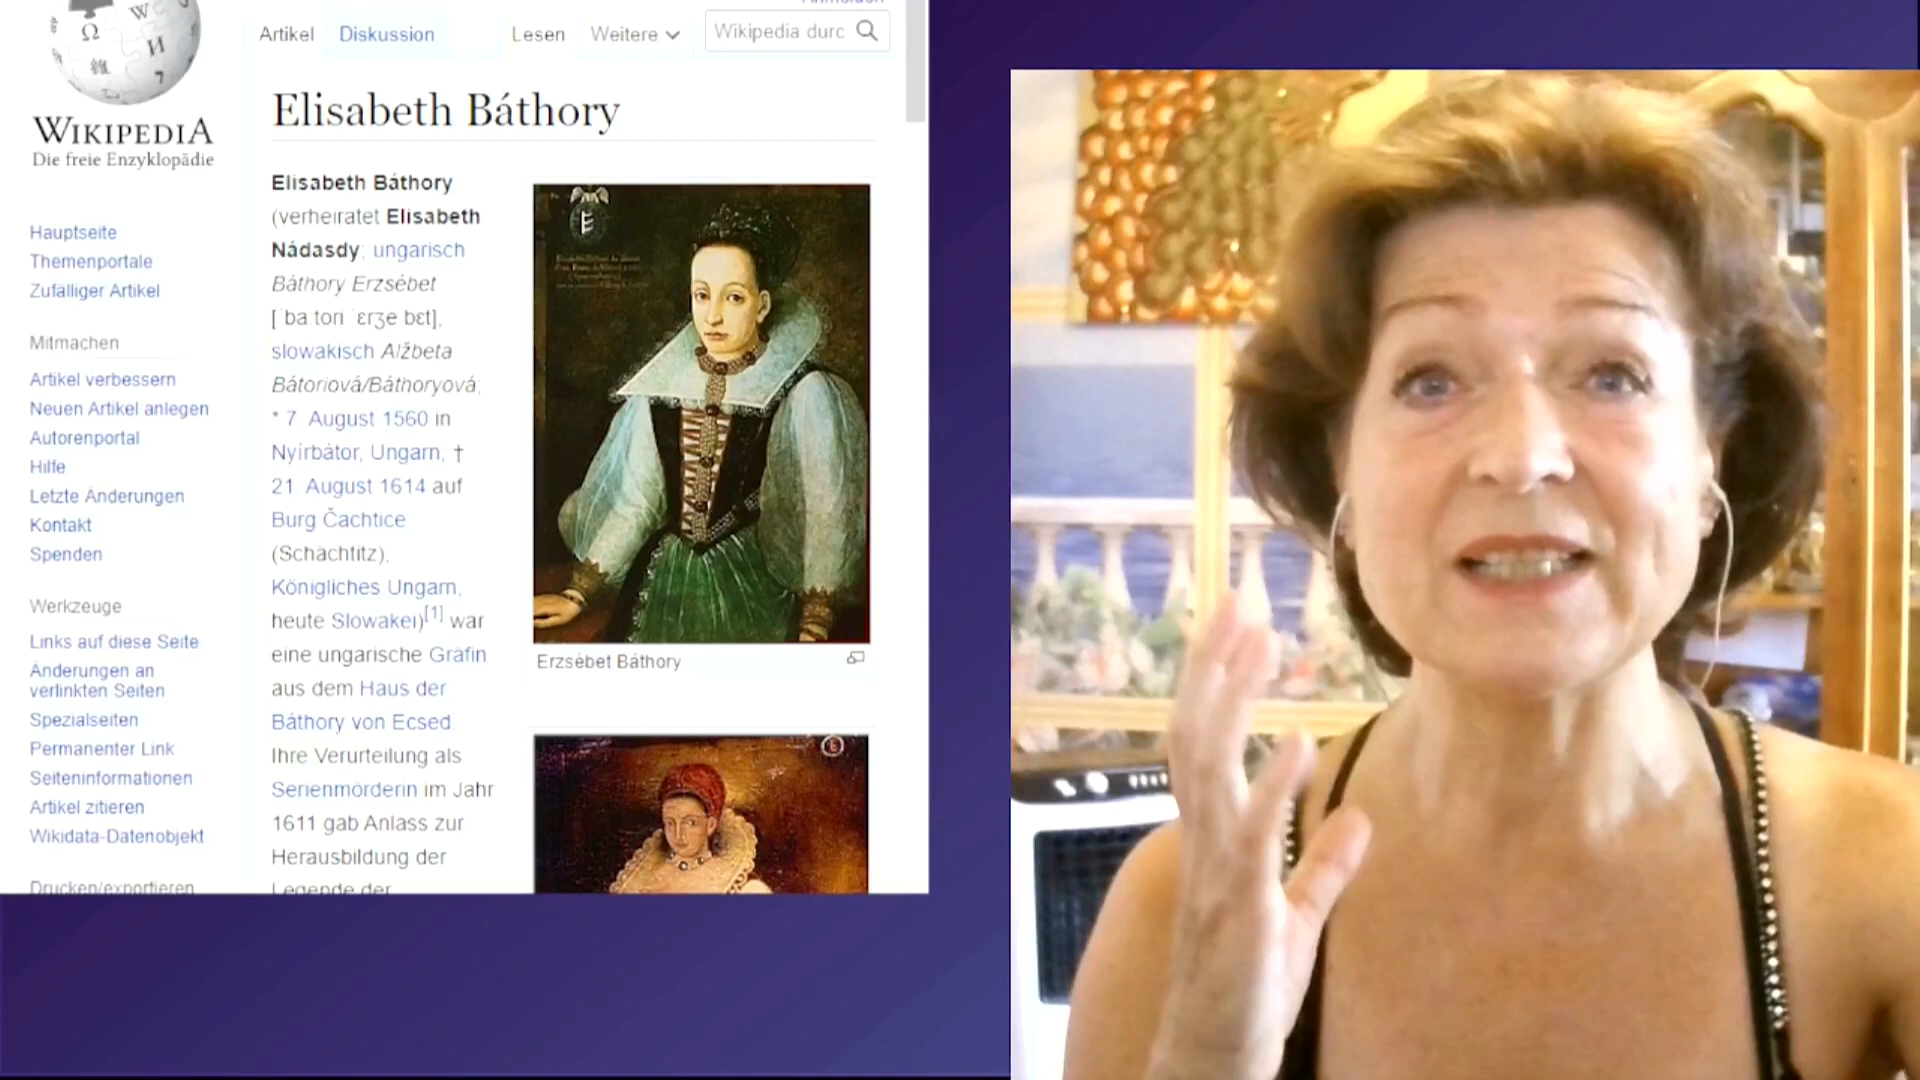 Artikel Diskussion Lesen Weitere Wikipedia durc
WIKIPEDIA
Die freie Enzyklopädie
Hauptseite
Themenportale
Zufälliger Artikel
Mitmachen
Artikel verbessern
Neuen Artikel anlegen
Autorenportal
Hilfe
Letzte Änderungen
Kontakt
Spenden
Werkzeuge
Links auf diese Seite
Änderungen an
verlinkten Seiten
Spezialseiten
Permanenter Link
Seiteninformationen
Artikel zitieren
Wikidata-Datenobjekt
Drucken/exportieren
Elisabeth Báthory
Elisabeth Báthory
(verheiratet Elisabeth
Nádasdy; ungarisch
Báthory Erzsébet
slowakisch Alžbeta
Bátoriová/Báthoryová;
* 7. August 1560 in
Nyírbátor, Ungarn; †
21. August 1614 auf
Burg Čachtice
(Schächtitz),
Königliches Ungarn,
heute Slowakei)[1] war
eine ungarische Gräfin
aus dem Haus der
Báthory von Ecsed.
Ihre Verurteilung als
Serienmörderin im Jahr
1611 gab Anlass zur
Herausbildung der
Legende der
Erzsébet Báthory